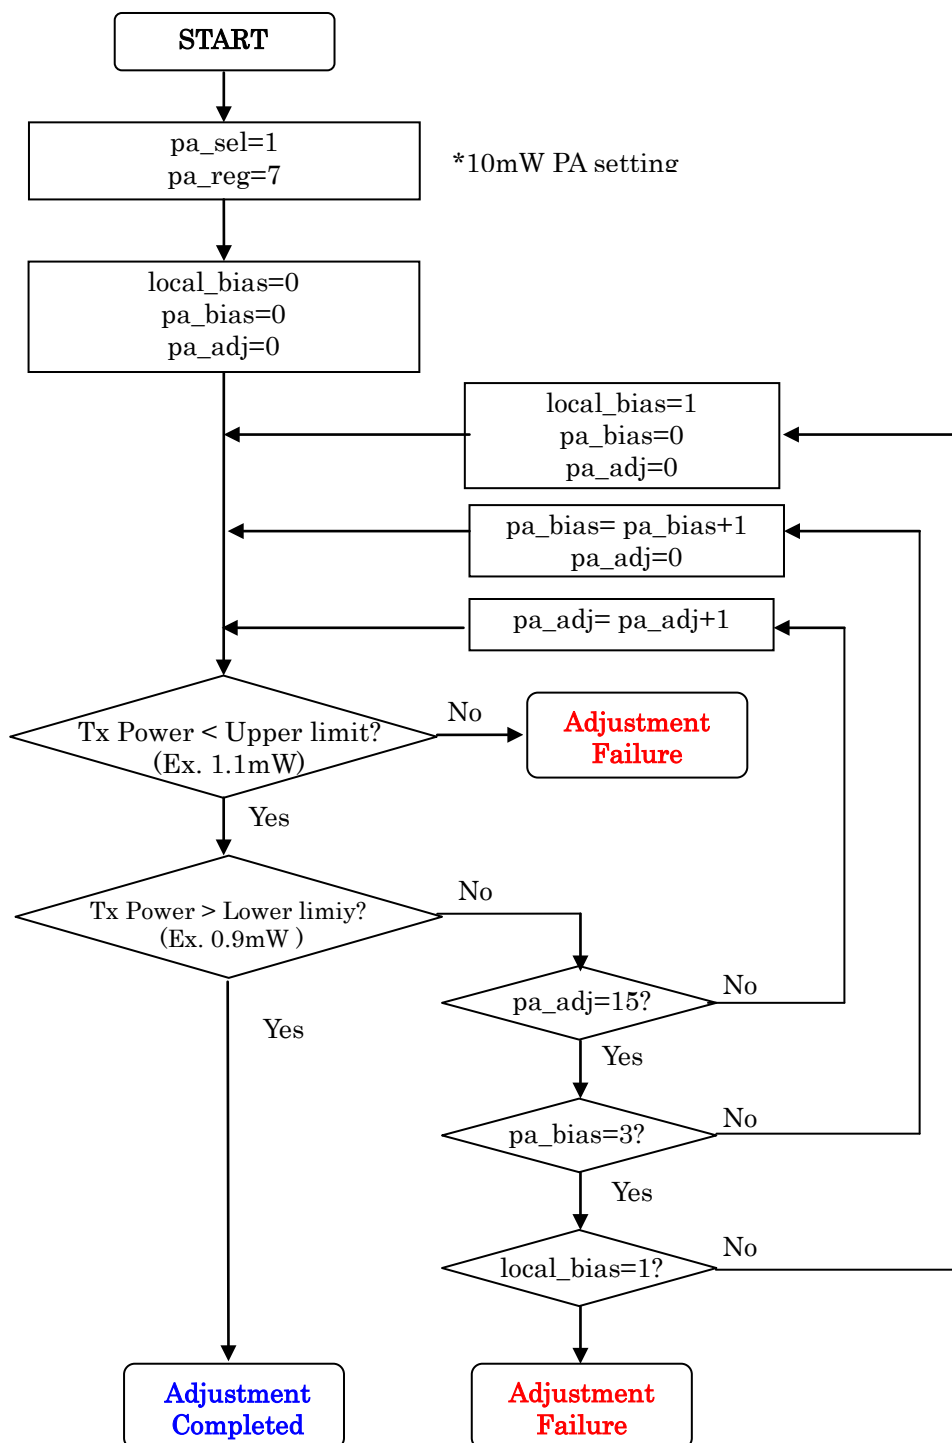 START
pa_sel=1
pa_reg=7
*10mW PA setting
local_bias=0
pa_bias=0
pa_adj=0
local_bias=1
pa_bias=0
pa_adj=0
pa_bias= pa_bias+1
pa_adj=0
pa_adj= pa_adj+1
Tx Power < Upper limit?
(Ex. 1.1mW)
No
Adjustment
Failure
Yes
Tx Power > Lower limiy?
(Ex. 0.9mW )
No
pa_adj=15?
No
Yes
Yes
pa_bias=3?
No
Yes
local_bias=1?
No
Adjustment
Completed
Adjustment
Failure